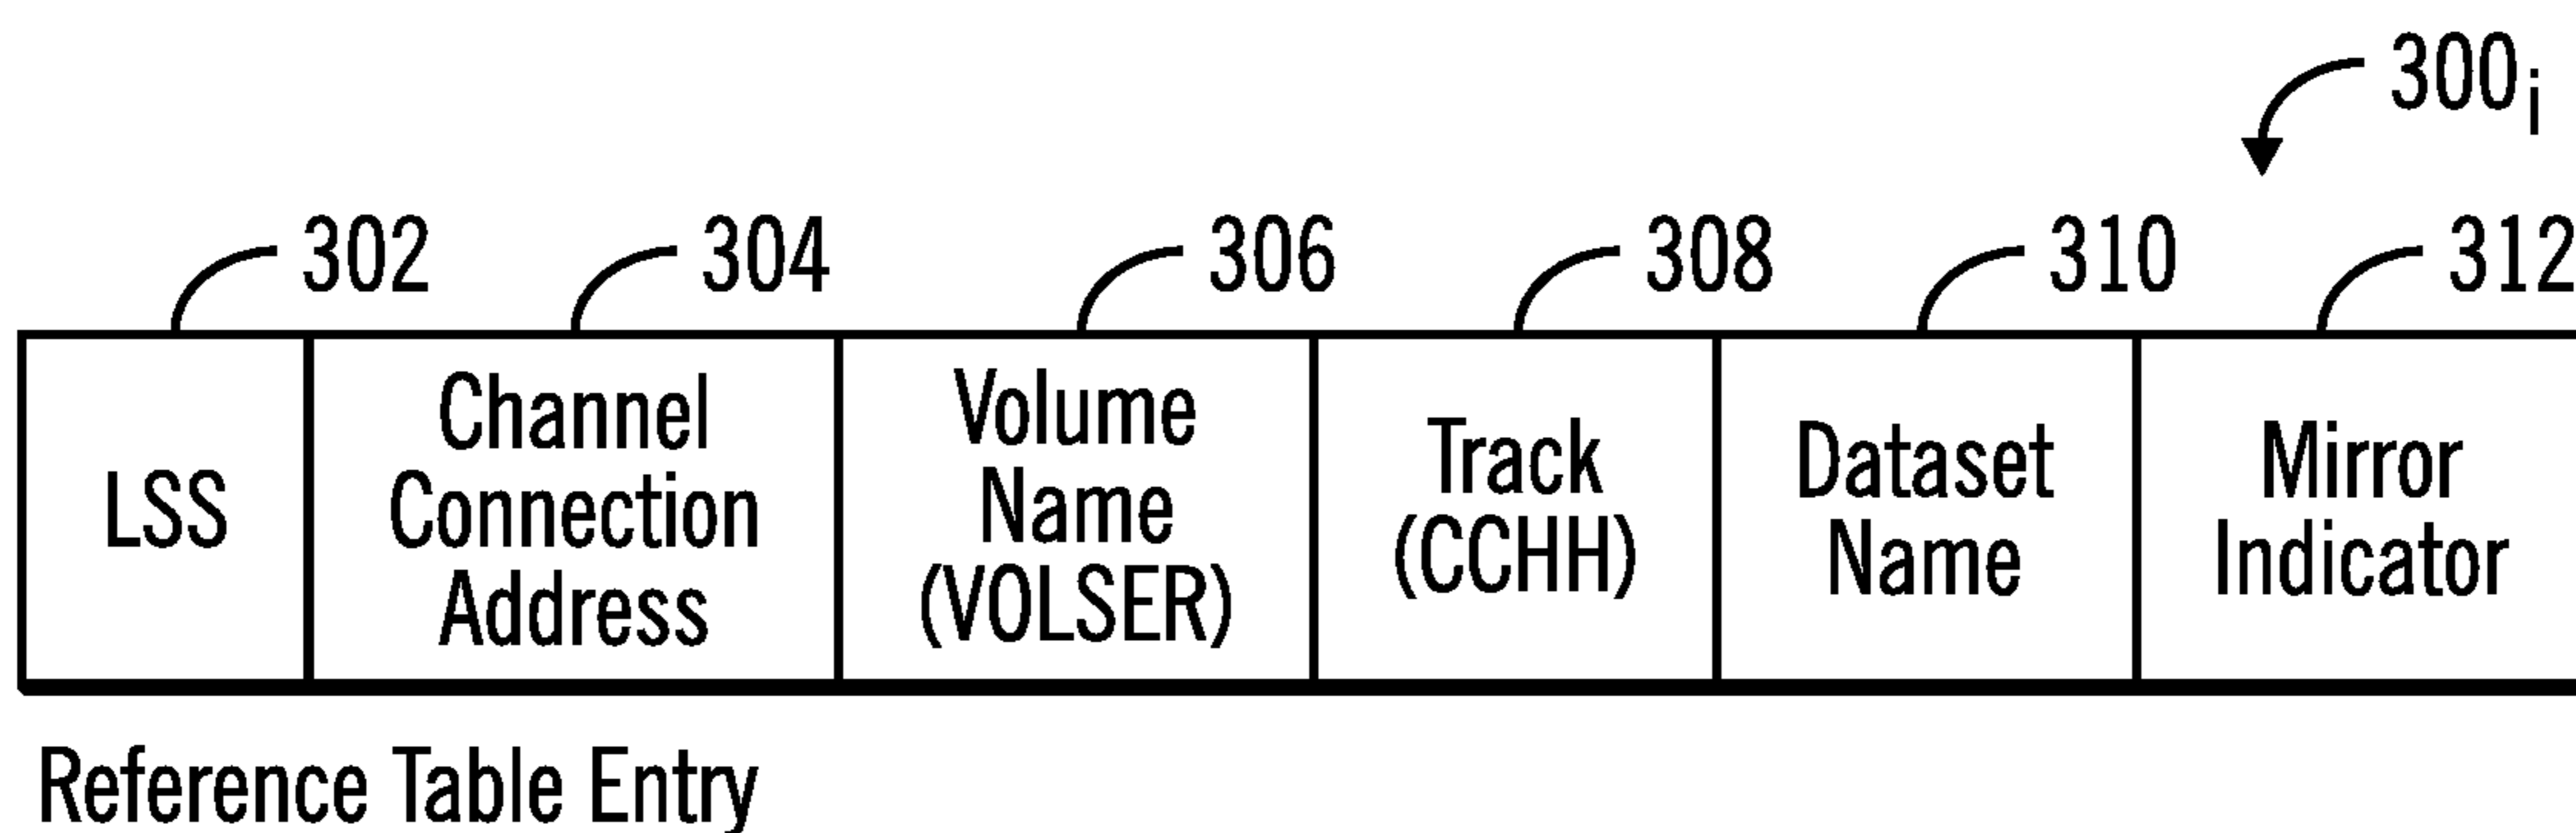 300i
302 304 306 308 310 312
LSS
Channel
Connection
Address
Volume
Name
(VOLSER)
Track
(CCHH)
Dataset
Name
Mirror
Indicator
Reference Table Entry